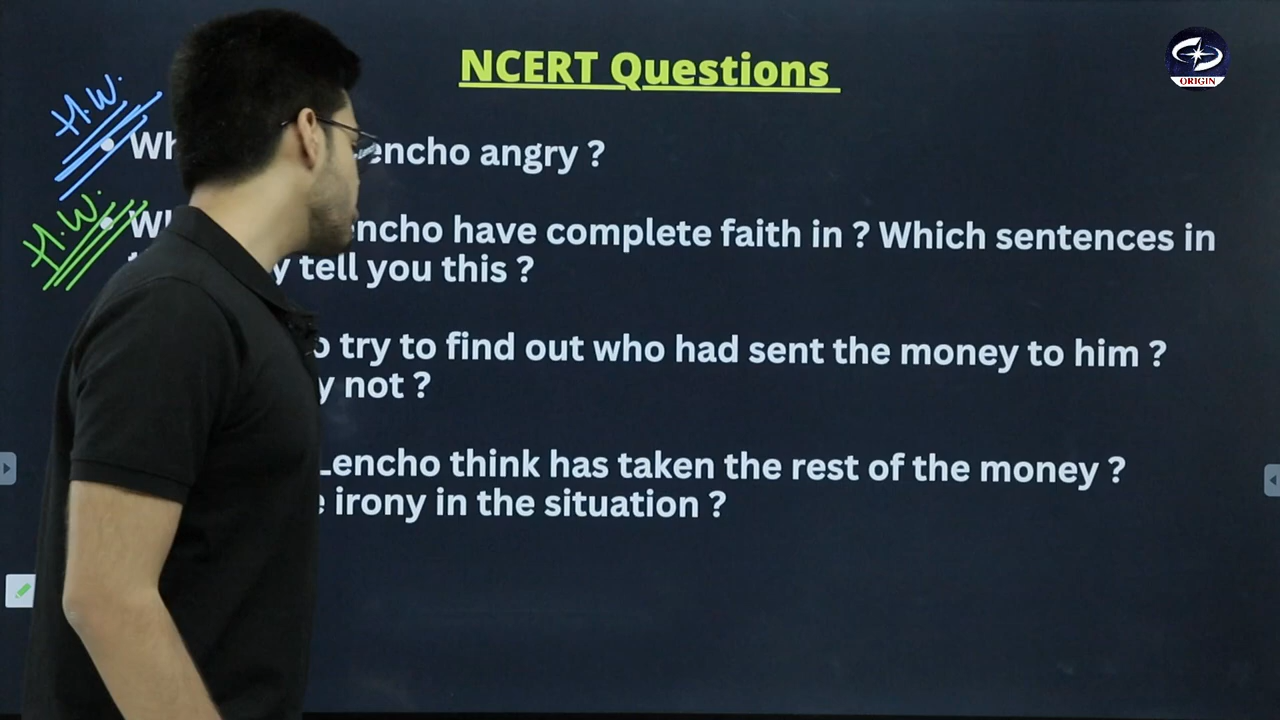 NCERT Questions
ORIGIN
H.W.
encho angry ?
H.W.
ncho have complete faith in ? Which sentences in
y tell you this ?
o try to find out who had sent the money to him ?
y not ?
Lencho think has taken the rest of the money ?
e irony in the situation ?